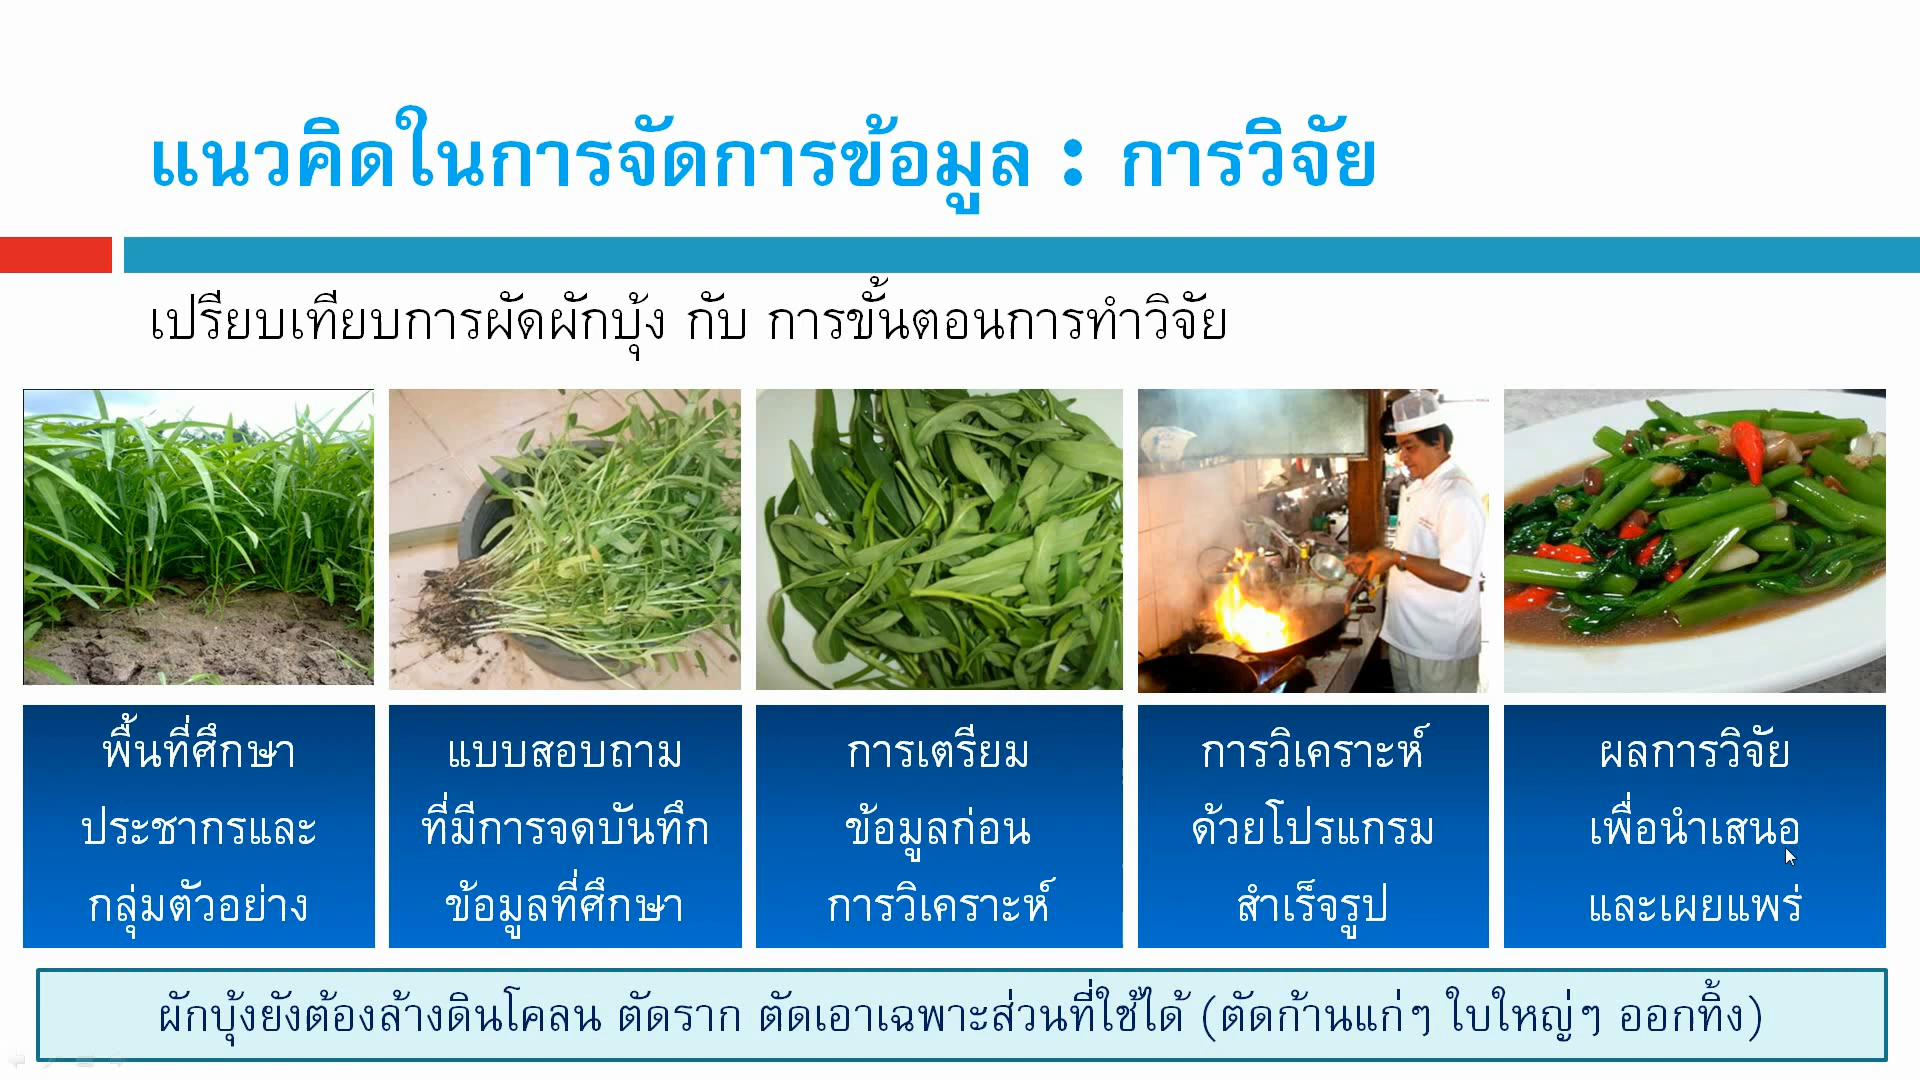 แนวคิดในการจัดการข้อมูล : การวิจัย
เปรียบเทียบการผัดผักบุ้ง กับ การขั้นตอนการทำวิจัย
พื้นที่ศึกษา
ประชากรและ
กลุ่มตัวอย่าง
แบบสอบถาม
ที่มีการจดบันทึก
ข้อมูลที่ศึกษา
การเตรียม
ข้อมูลก่อน
การวิเคราะห์
การวิเคราะห์
ด้วยโปรแกรม
สำเร็จรูป
ผลการวิจัย
เพื่อนำเสนอ
และเผยแพร่
ผักบุ้งยังต้องล้างดินโคลน ตัดราก ตัดเอาเฉพาะส่วนที่ใช้ได้ (ตัดก้านแก่ๆ ใบใหญ่ๆ ออกทิ้ง)